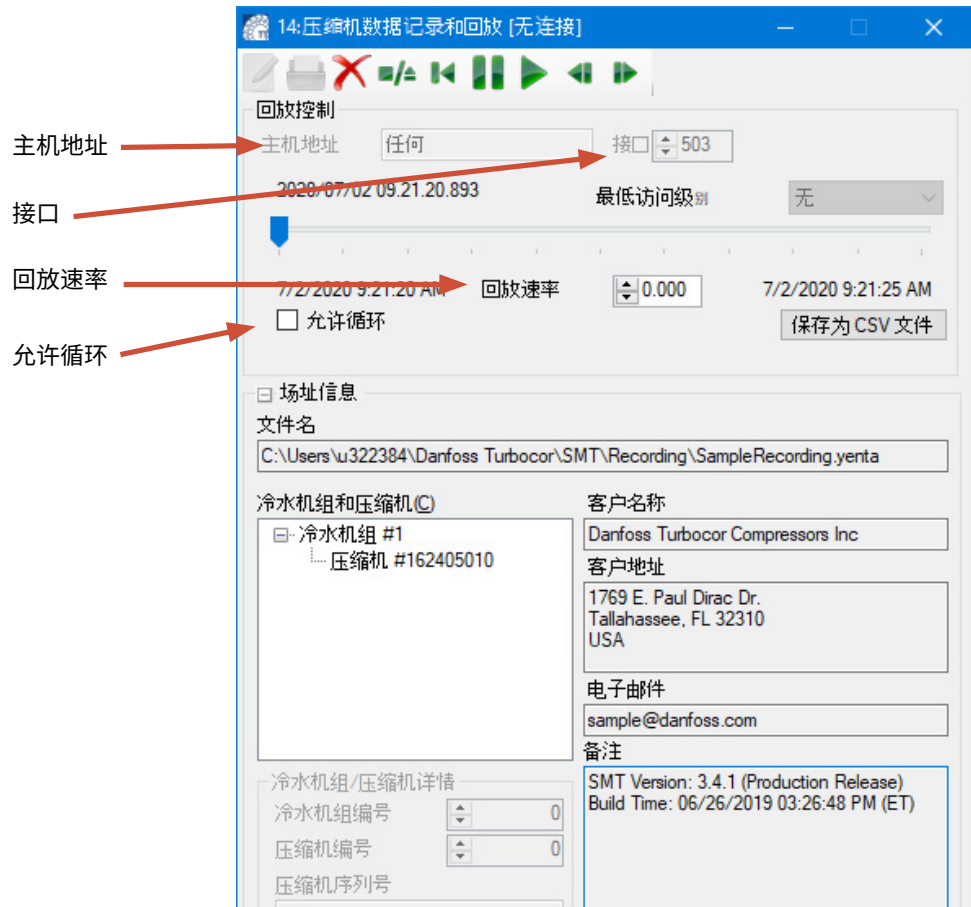 14:压缩机数据记录和回放 [无连接]
回放控制
主机地址
主机地址
任何
接口
503
2020/07/02 09.21.20.893
最低访问级别
无
接口
回放速率
7/2/2020 9:21:20 AM
回放速率
0.000
7/2/2020 9:21:25 AM
允许循环
保存为 CSV 文件
允许循环
场址信息
文件名
C:\Users\u322384\Danfoss Turbocor\SMT\Recording\SampleRecording.yenta
冷水机组和压缩机(C)
冷水机组 #1
压缩机 #162405010
客户名称
Danfoss Turbocor Compressors Inc
客户地址
1769 E. Paul Dirac Dr.
Tallahassee, FL 32310
USA
电子邮件
sample@danfoss.com
备注
SMT Version: 3.4.1 (Production Release)
Build Time: 06/26/2019 03:26:48 PM (ET)
冷水机组/压缩机详情
冷水机组编号
0
压缩机编号
0
压缩机序列号